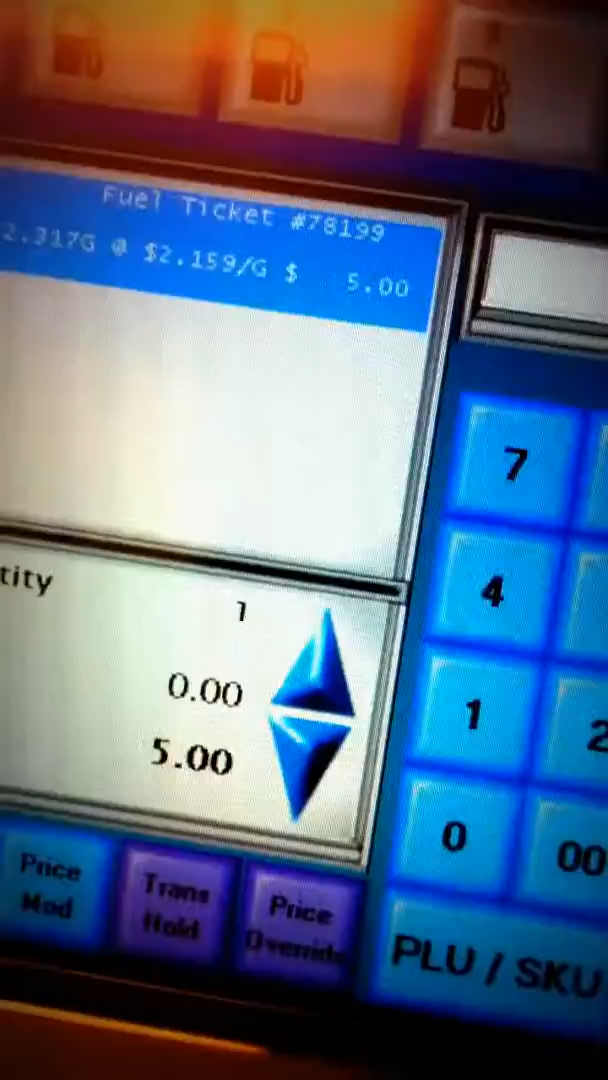 Fuel Ticket #78199
2.317G @ $2.159/G $ 5.00
7
4
tity
1
0.00
1
2
5.00
0
00
Price
Mod
Trans
Hold
Price
Override
PLU / SKU